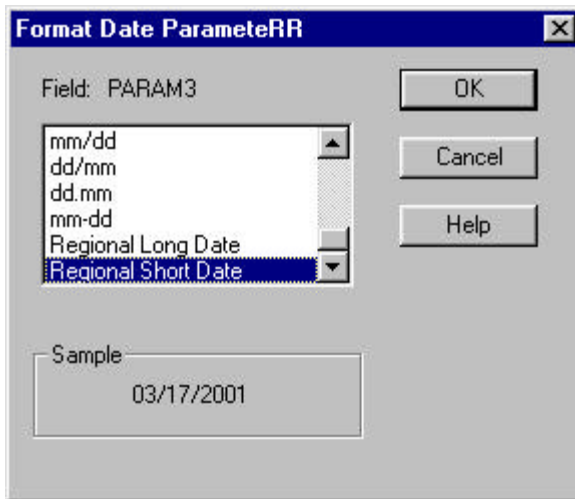 Format Date ParameteRR
Field: PARAM3
OK
mm/dd
dd/mm
Cancel
dd.mm
mm-dd
Help
Regional Long Date
Regional Short Date
Sample
03/17/2001